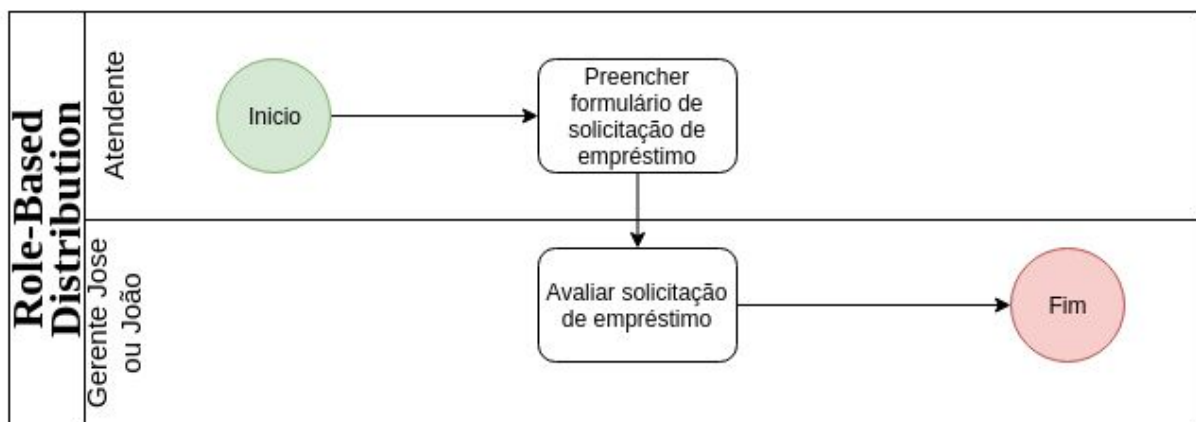 Role-Based
Distribution
Atendente
Inicio
Preencher
formulário de
solicitação de
empréstimo
Gerente Jose
ou João
Avaliar solicitação
de empréstimo
Fim